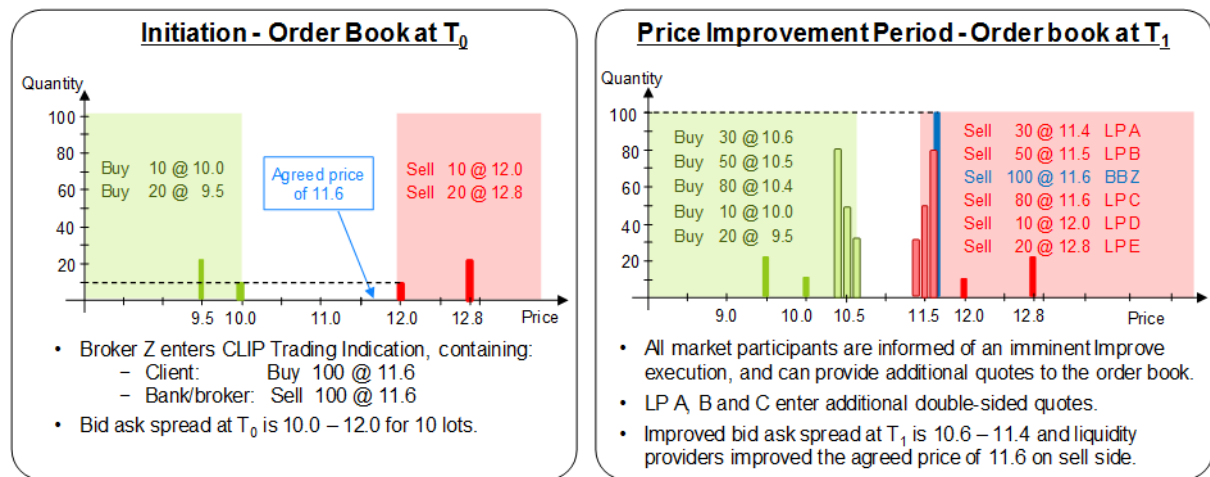 Initiation - Order Book at T0
Quantity
100
80
60
40
20
Buy 10 @ 10.0
Buy 20 @ 9.5
Agreed price
of 11.6
Sell 10 @ 12.0
Sell 20 @ 12.8
9.5 10.0 11.0 12.0 12.8 Price
• Broker Z enters CLIP Trading Indication, containing:
– Client: Buy 100 @ 11.6
– Bank/broker: Sell 100 @ 11.6
• Bid ask spread at T0 is 10.0 – 12.0 for 10 lots.
Price Improvement Period - Order book at T1
Quantity
100
80
60
40
20
Buy 30 @ 10.6
Buy 50 @ 10.5
Buy 80 @ 10.4
Buy 10 @ 10.0
Buy 20 @ 9.5
Sell 30 @ 11.4 LP A
Sell 50 @ 11.5 LP B
Sell 100 @ 11.6 BBZ
Sell 80 @ 11.6 LP C
Sell 10 @ 12.0 LP D
Sell 20 @ 12.8 LP E
9.0 10.0 10.5 11.5 12.0 12.8 Price
• All market participants are informed of an imminent Improve
execution, and can provide additional quotes to the order book.
• LP A, B and C enter additional double-sided quotes.
• Improved bid ask spread at T1 is 10.6 – 11.4 and liquidity
providers improved the agreed price of 11.6 on sell side.